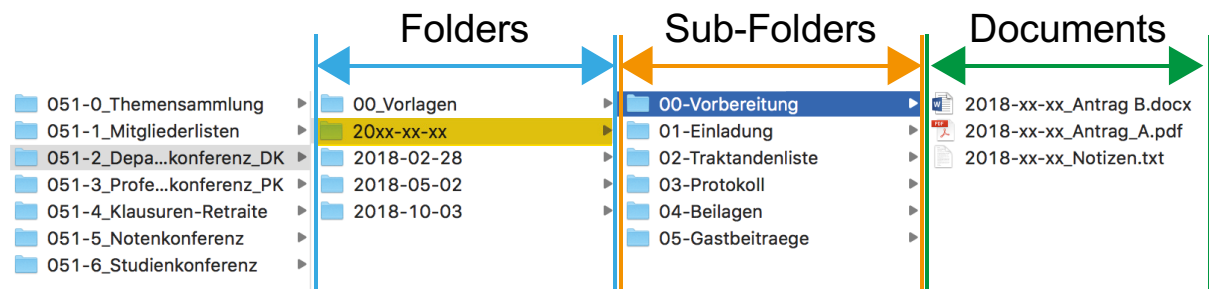 Folders
Sub-Folders
Documents
051-0_Themensammlung
051-1_Mitgliederlisten
051-2_Depa...konferenz_DK
051-3_Profe...konferenz_PK
051-4_Klausuren-Retraite
051-5_Notenkonferenz
051-6_Studienkonferenz
00_Vorlagen
20xx-xx-xx
2018-02-28
2018-05-02
2018-10-03
00-Vorbereitung
01-Einladung
02-Traktandenliste
03-Protokoll
04-Beilagen
05-Gastbeitraege
W
2018-xx-xx_Antrag B.docx
PDF
2018-xx-xx_Antrag_A.pdf
2018-xx-xx_Notizen.txt